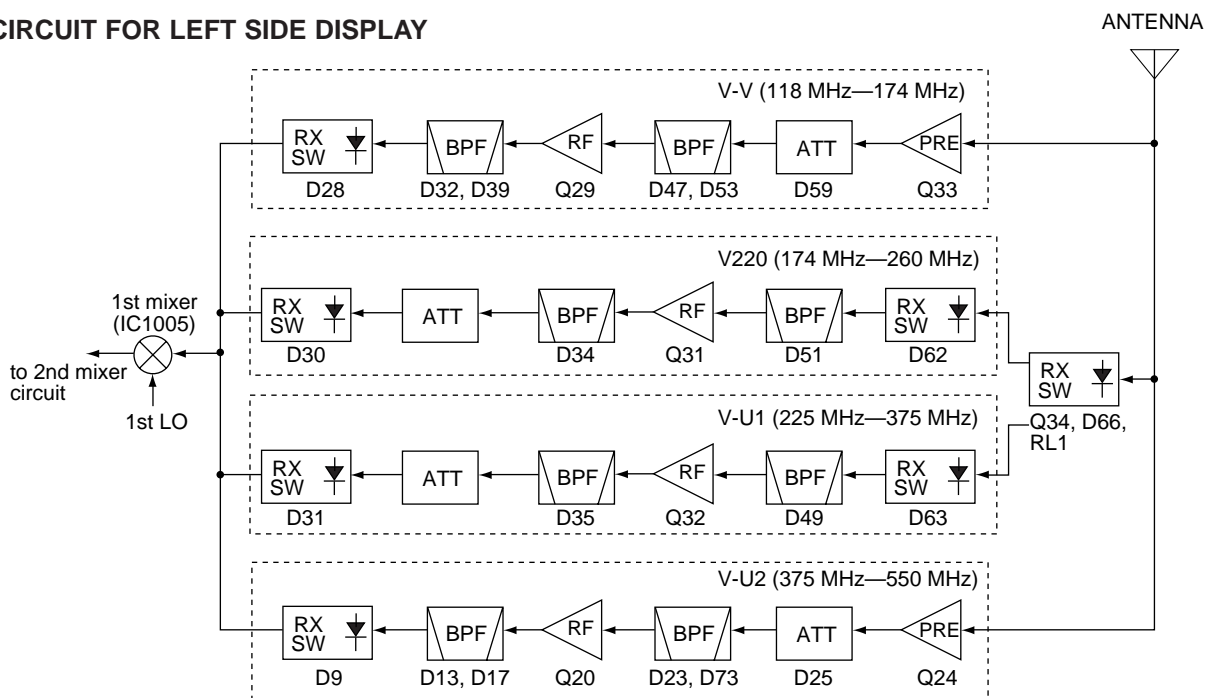 CIRCUIT FOR LEFT SIDE DISPLAY
ANTENNA
V-V (118 MHz—174 MHz)
RX SW
BPF
RF
BPF
ATT
PRE
D28
D32, D39
Q29
D47, D53
D59
Q33
V220 (174 MHz—260 MHz)
1st mixer
(IC1005)
RX SW
ATT
BPF
RF
BPF
RX SW
D30
D34
Q31
D51
D62
to 2nd mixer
circuit
1st LO
RX SW
Q34, D66,
RL1
V-U1 (225 MHz—375 MHz)
RX SW
ATT
BPF
RF
BPF
RX SW
D31
D35
Q32
D49
D63
V-U2 (375 MHz—550 MHz)
RX SW
BPF
RF
BPF
ATT
PRE
D9
D13, D17
Q20
D23, D73
D25
Q24